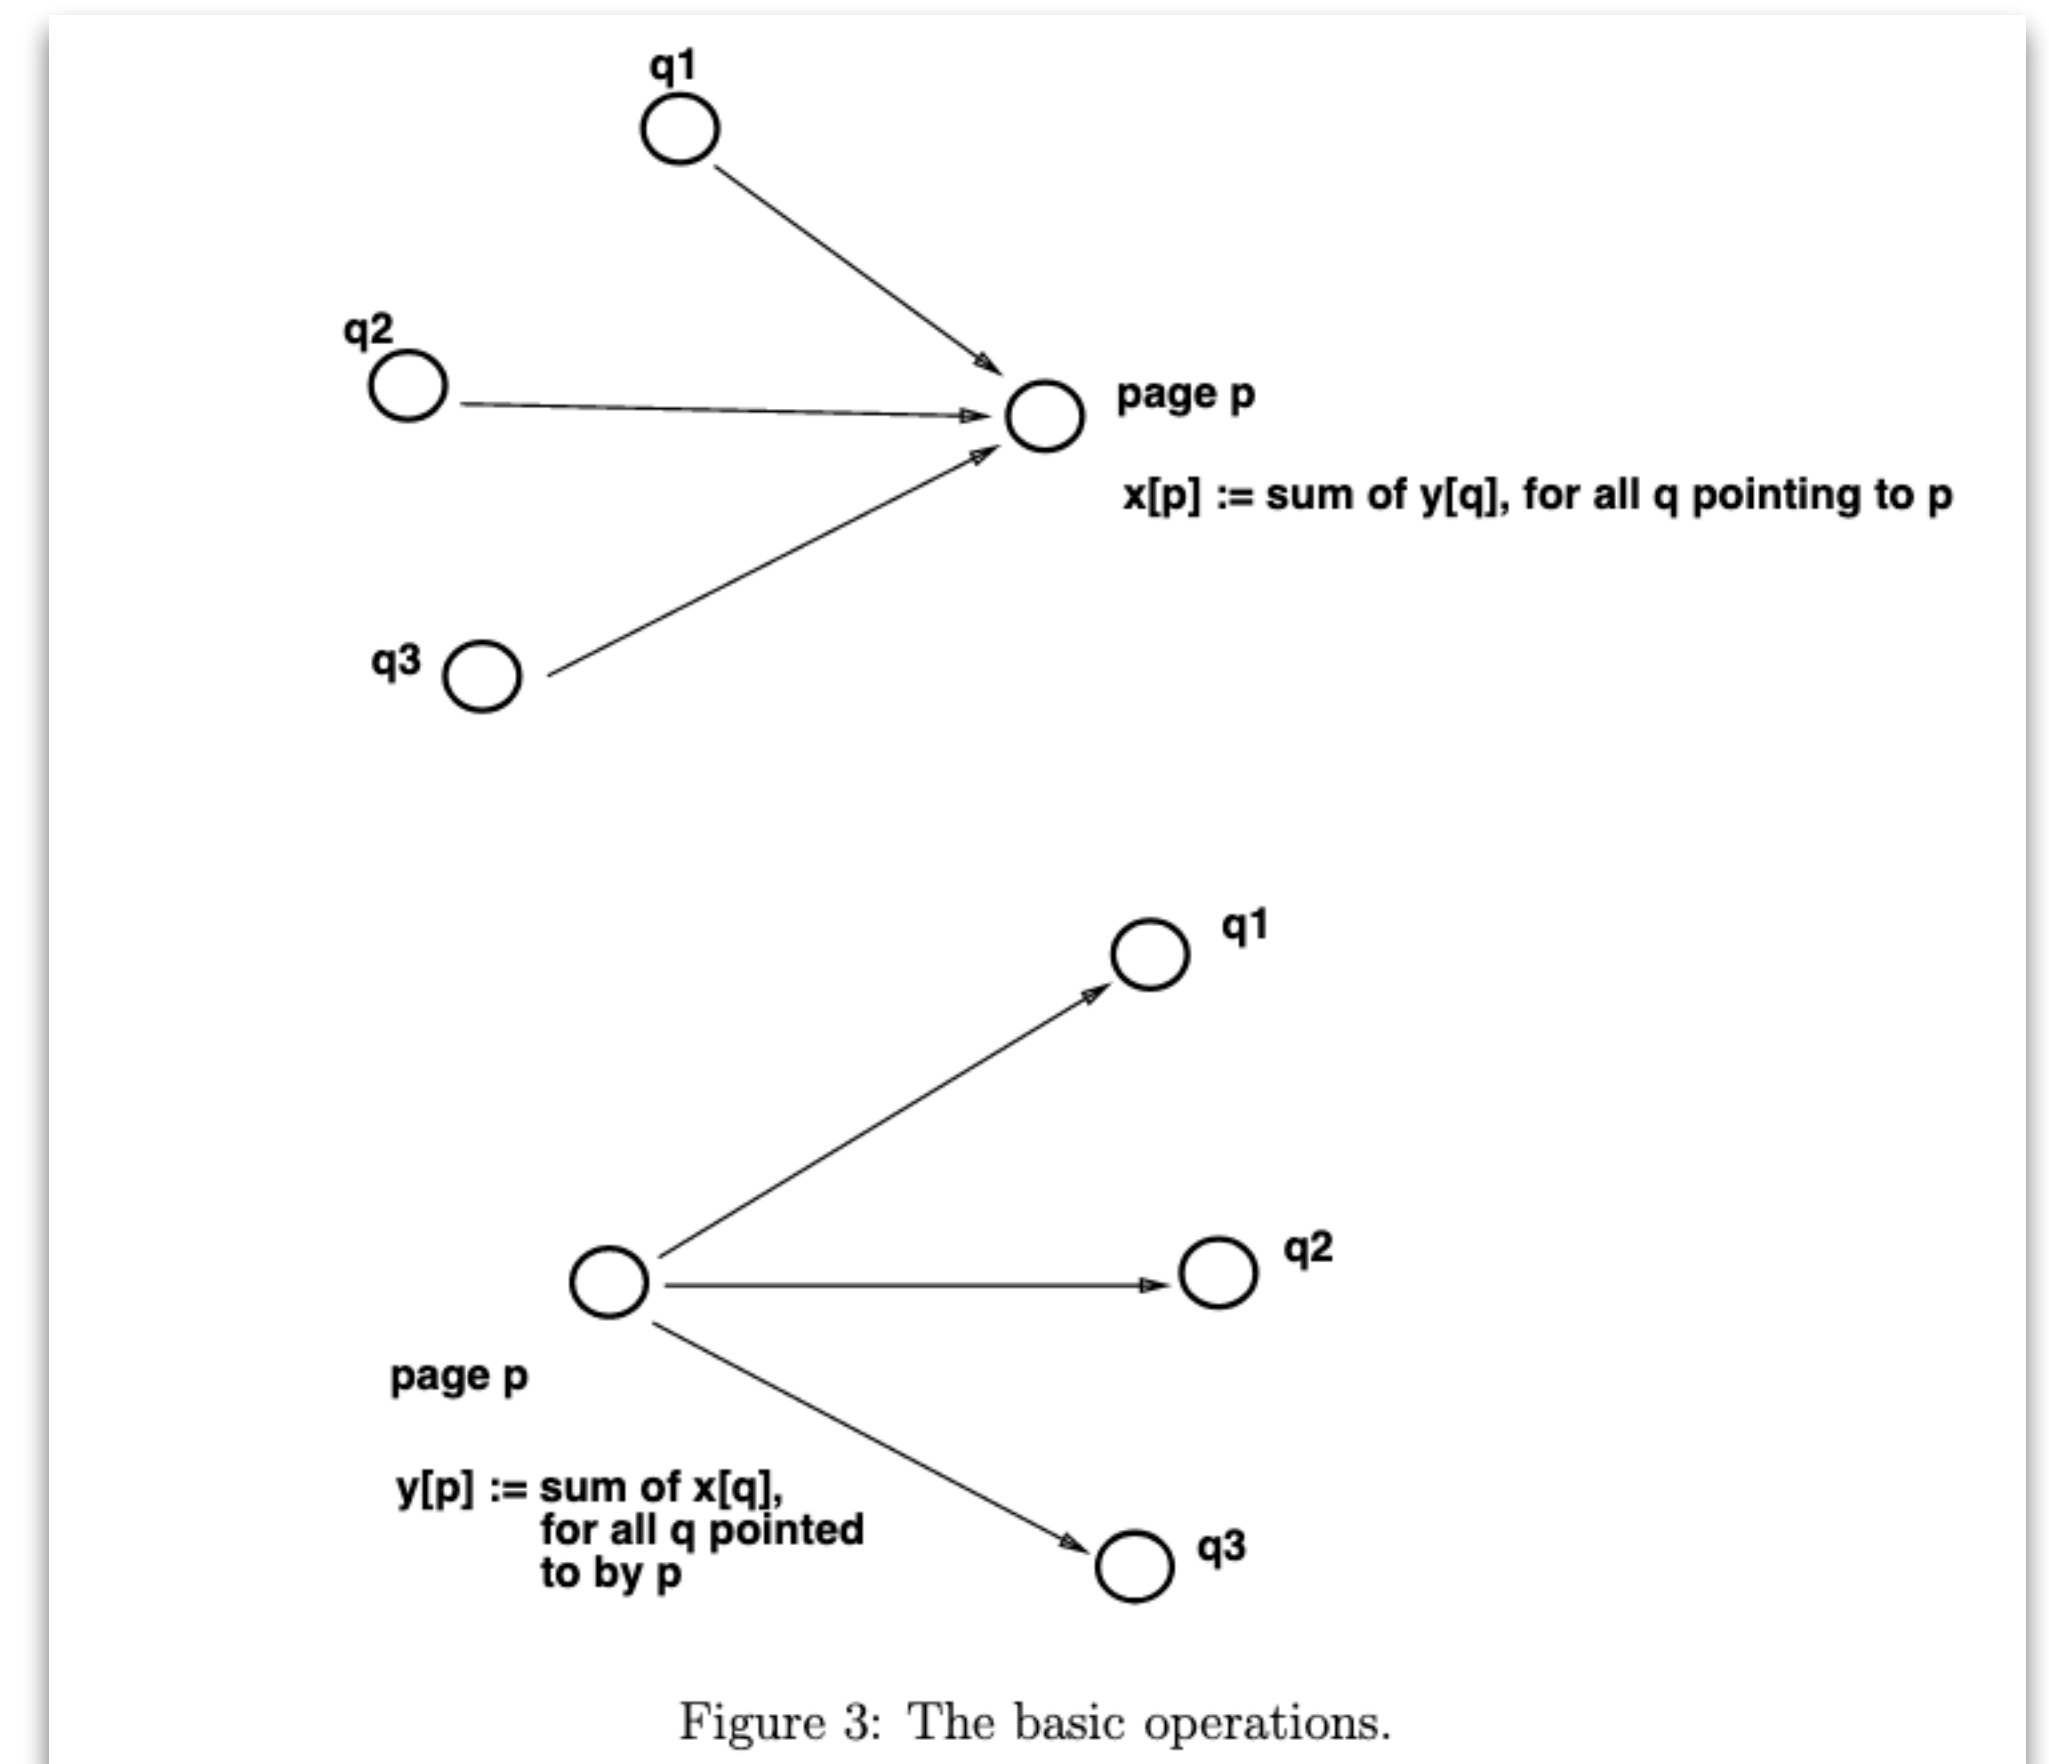 q1
q2
page p
x[p] := sum of y[q], for all q pointing to p
q3
q1
q2
page p
y[p] := sum of x[q],
for all q pointed
to by p
q3
Figure 3: The basic operations.